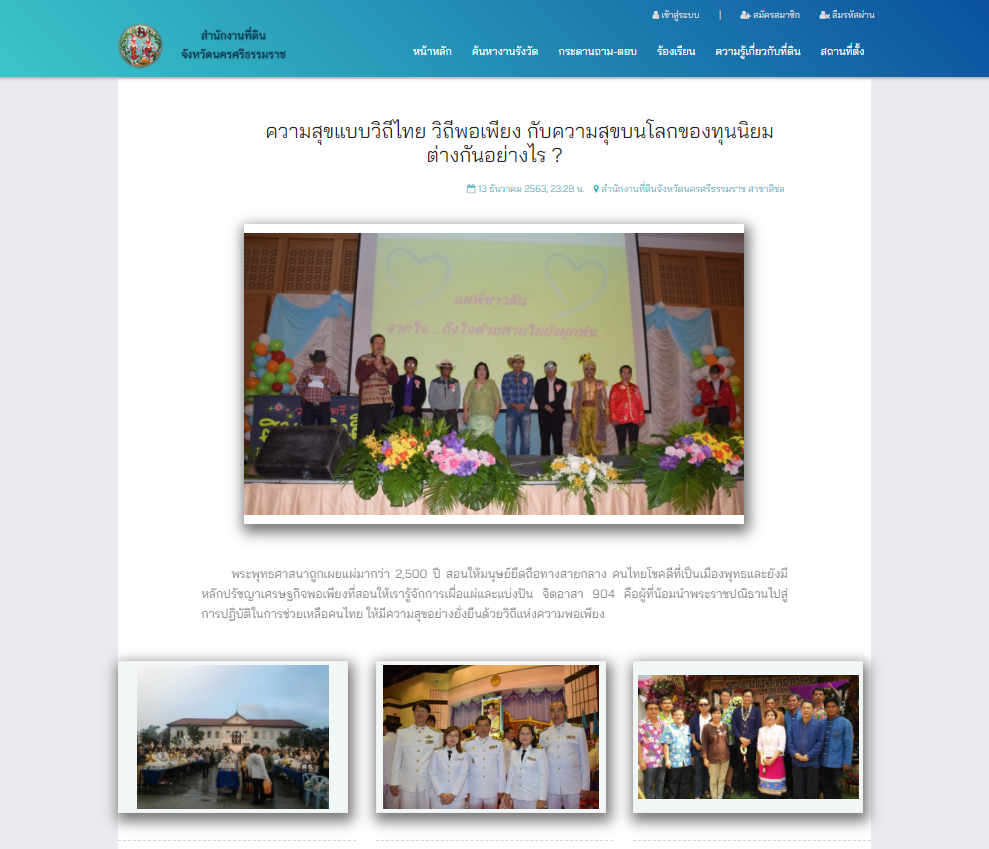 เข้าสู่ระบบ | สมัครสมาชิก ลืมรหัสผ่าน
สำนักงานที่ดิน
จังหวัดนครศรีธรรมราช
หน้าหลัก ค้นหางานรังวัด กระดานถาม-ตอบ ร้องเรียน ความรู้เกี่ยวกับที่ดิน สถานที่ตั้ง
ความสุขแบบวิถีไทย วิถีพอเพียง กับความสุขบนโลกของทุนนิยม
ต่างกันอย่างไร ?
13 ธันวาคม 2563, 23:28 น. สำนักงานที่ดินจังหวัดนครศรีธรรมราช สาขาสิชล
แด่พี่ชาวดิน
จากใจ...ถึงใจด้วยสายใยยังผูกพัน
พระพุทธศาสนาถูกเผยแผ่มากว่า 2,500 ปี สอนให้มนุษย์ยึดถือทางสายกลาง คนไทยโชคดีที่เป็นเมืองพุทธและยังมี
หลักปรัชญาเศรษฐกิจพอเพียงที่สอนให้เรารู้จักการเผื่อแผ่และแบ่งปัน จิตอาสา 904 คือผู้ที่น้อมนำพระราชปณิธานไปสู่
การปฏิบัติในการช่วยเหลือคนไทย ให้มีความสุขอย่างยั่งยืนด้วยวิถีแห่งความพอเพียง